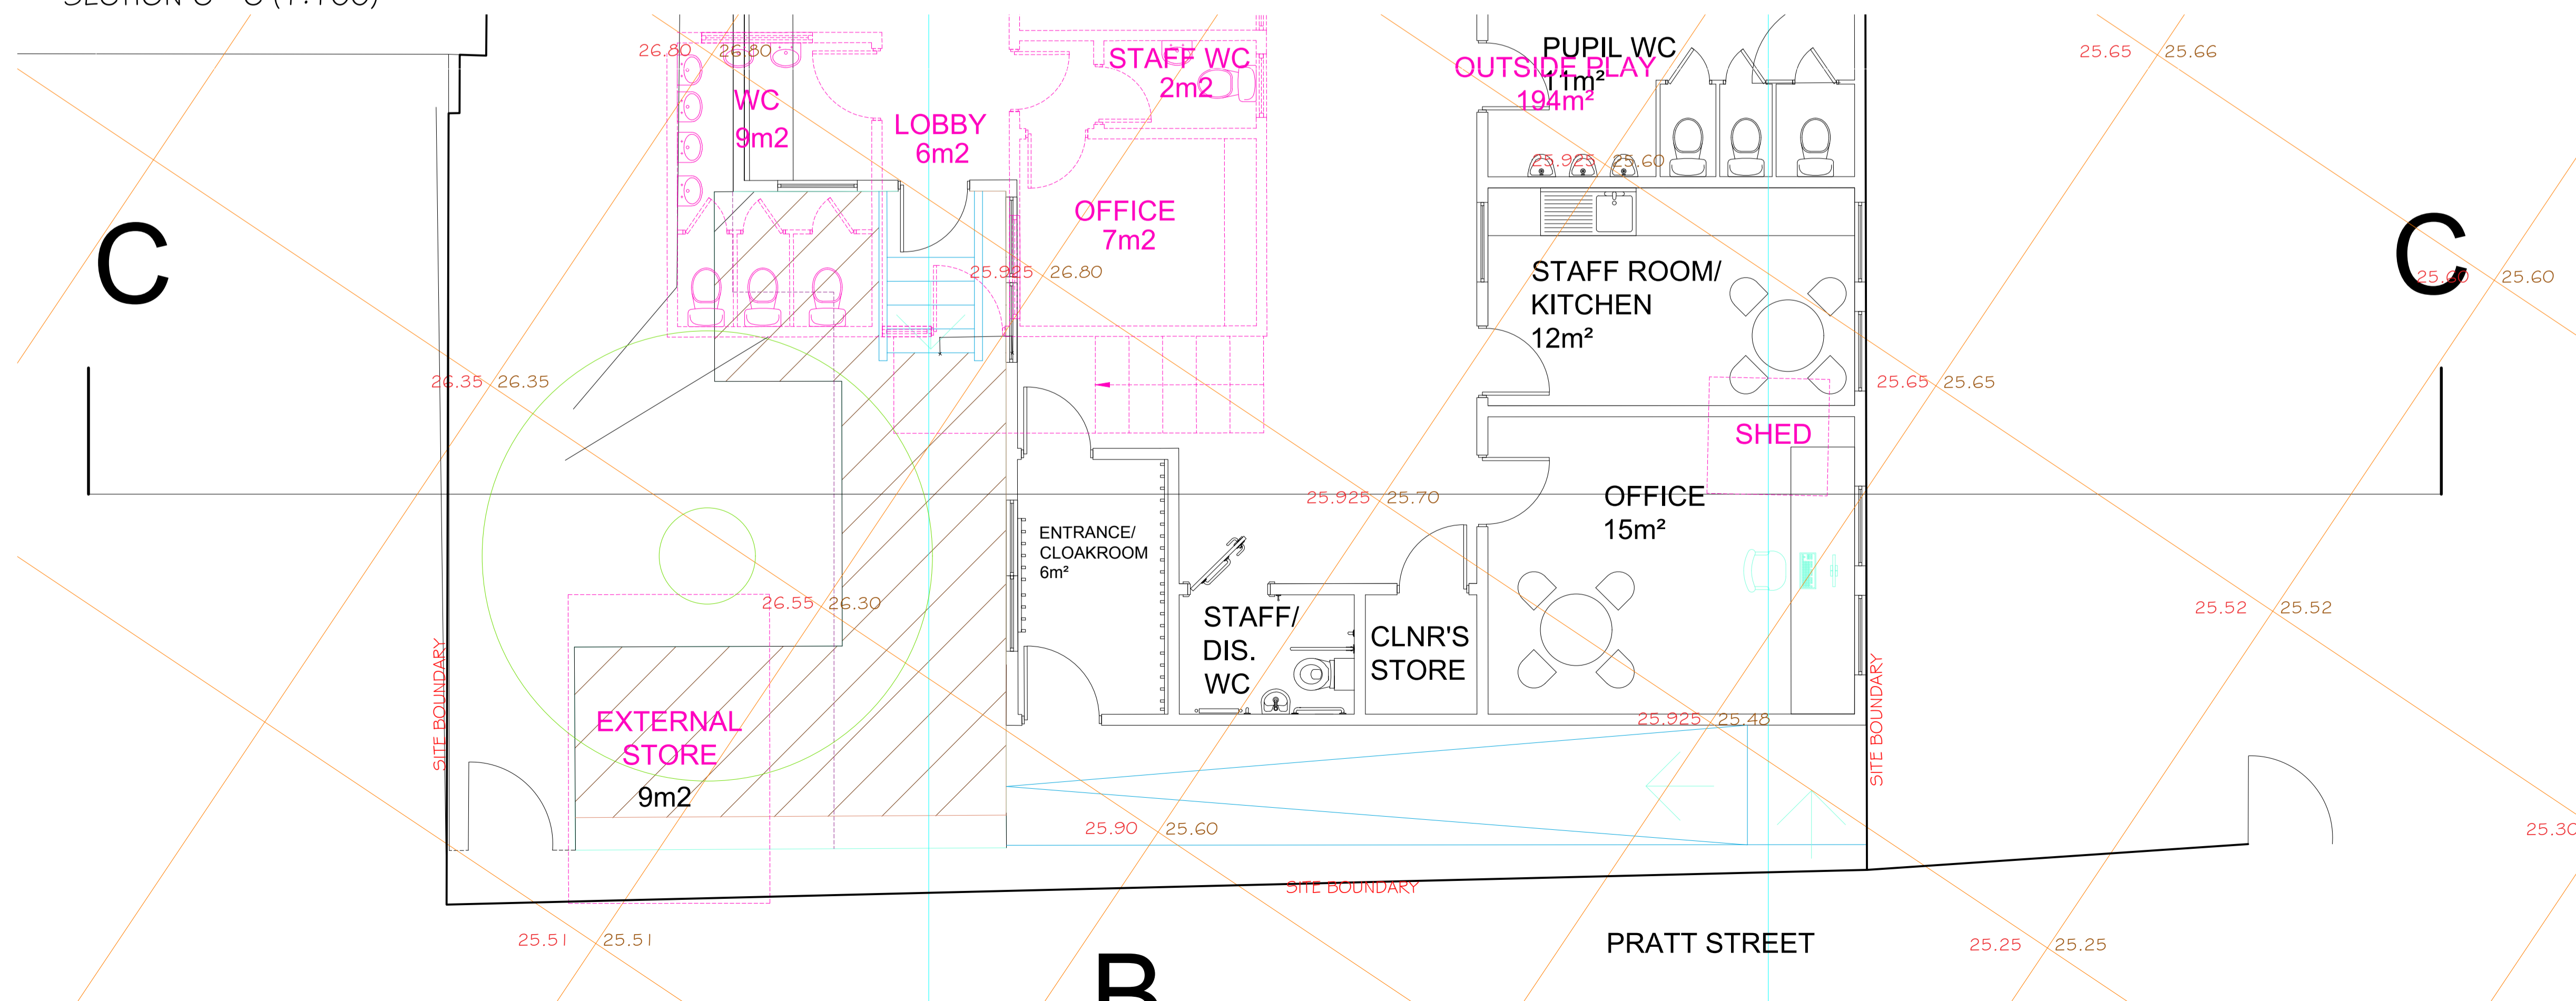 SECTION C - C (1:100)
26.80 26.80
STAFF WC
2m2
PUPIL WC
11m²
OUTSIDE PLAY
194m²
25.65 25.66
WC
9m2
LOBBY
6m2
25.925 25.60
OFFICE
7m2
C
C
25.925 26.80
STAFF ROOM/
KITCHEN
12m²
25.60 25.60
26.35 26.35
25.65 25.65
SHED
25.925 25.70
OFFICE
15m²
ENTRANCE/
CLOAKROOM
6m²
26.55 26.30
STAFF/
DIS.
WC
CLNR'S
STORE
25.52 25.52
SITE BOUNDARY
SITE BOUNDARY
EXTERNAL
STORE
9m2
25.925 25.48
25.90 25.60
25.30
SITE BOUNDARY
25.51 25.51
PRATT STREET
25.25 25.25
B